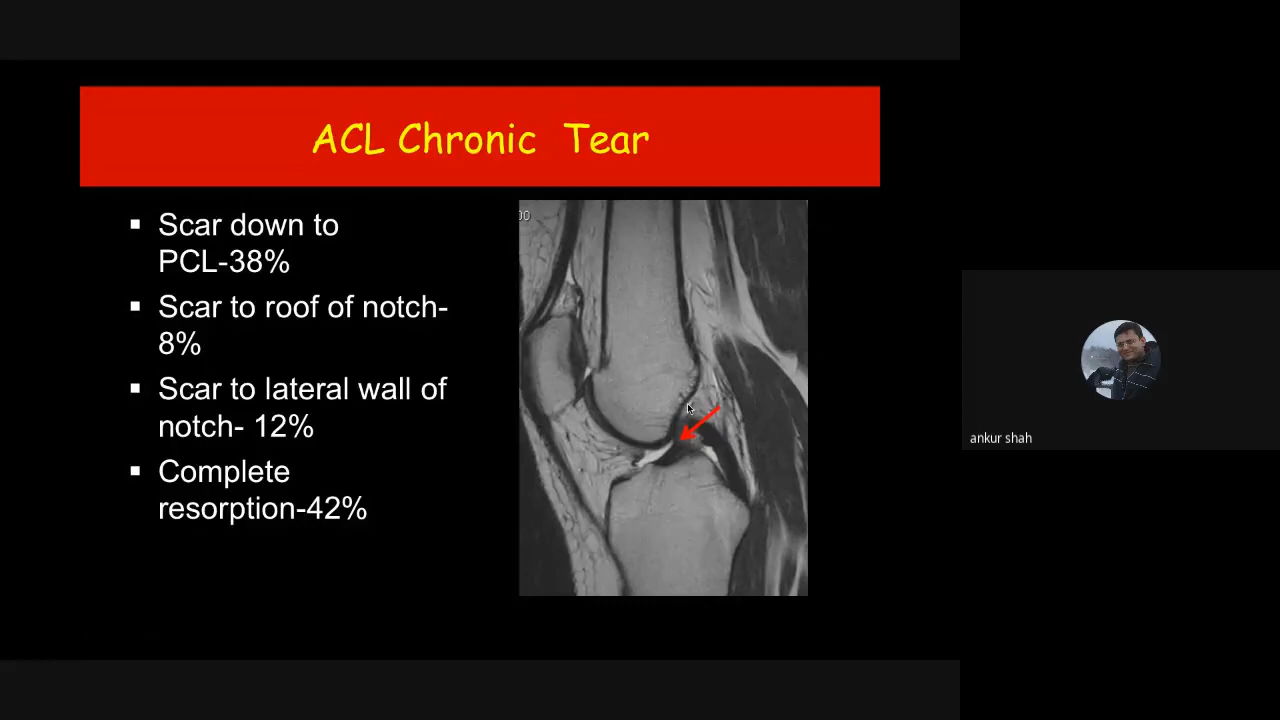 ACL Chronic Tear
▪ Scar down to
PCL-38%
▪ Scar to roof of notch-
8%
▪ Scar to lateral wall of
notch- 12%
▪ Complete
resorption-42%
00
ankur shah